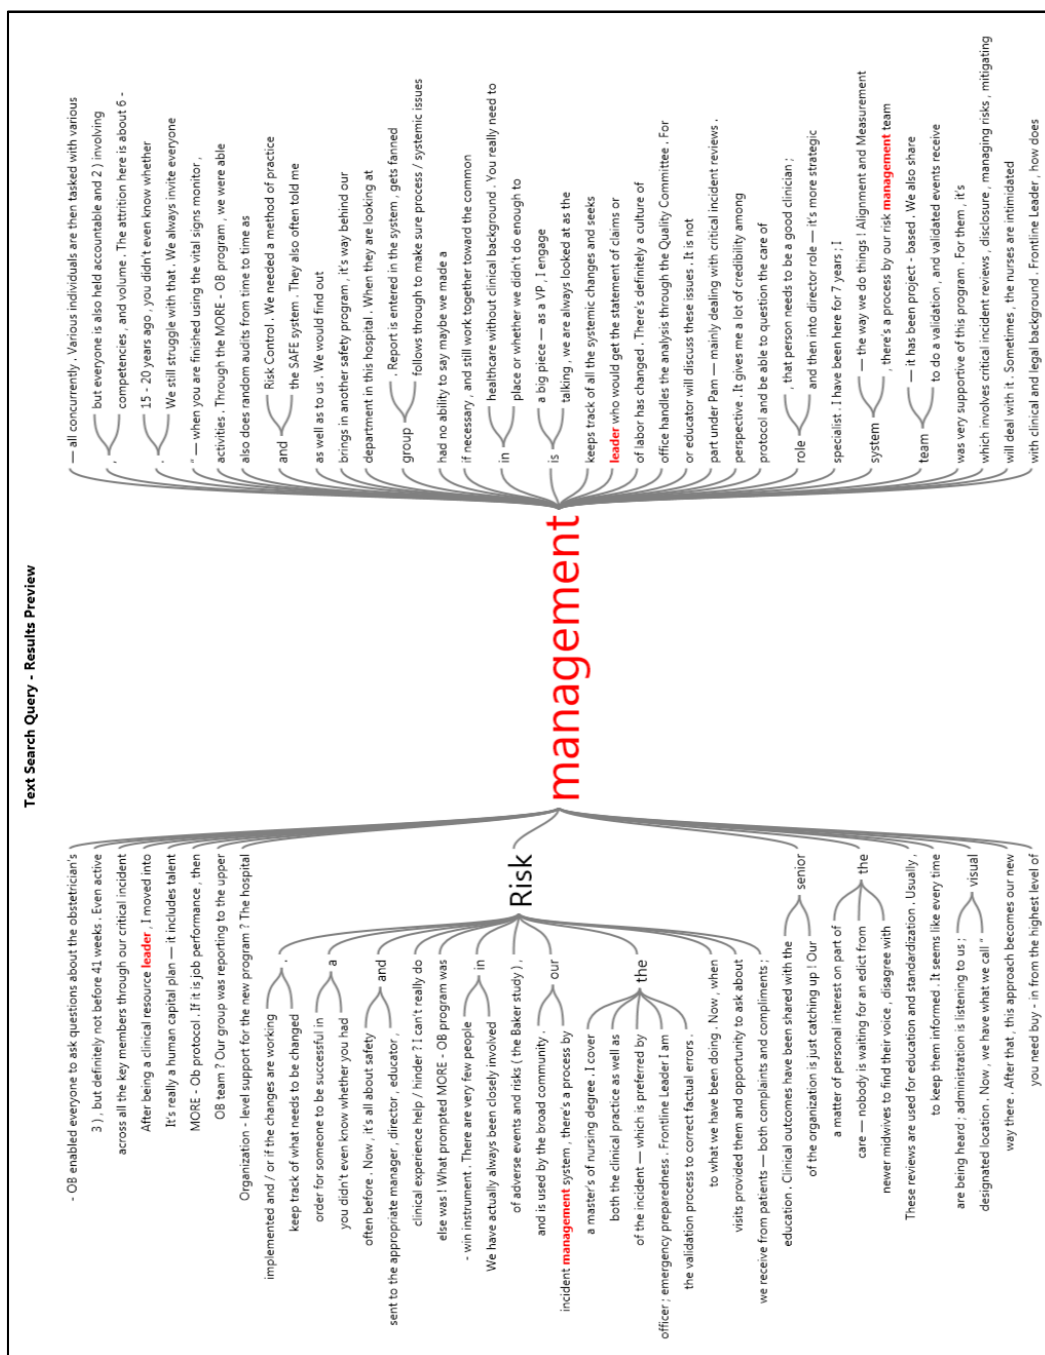 Text Search Query - Results Preview
- OB enabled everyone to ask questions about the obstetrician's
3 ) , but definitely not before 41 weeks . Even active
across all the key members through our critical incident
After being a clinical resource leader , I moved into
It's really a human capital plan — it includes talent
MORE - Ob protocol . If it is job performance , then
OB team ? Our group was reporting to the upper
Organization - level support for the new program ? The hospital
implemented and / or if the changes are working
keep track of what needs to be changed
.
order for someone to be successful in
you didn't even know whether you had
a
often before . Now , it's all about safety
sent to the appropriate manager , director , educator ,
and
clinical experience help / hinder ? I can't really do
else was ! What prompted MORE - OB program was
- win instrument . There are very few people
We have actually always been closely involved
in
of adverse events and risks ( the Baker study ) ,
and is used by the broad community .
incident management system , there's a process by
our
a master's of nursing degree . I cover
both the clinical practice as well as
of the incident — which is preferred by
officer ; emergency preparedness . Frontline Leader I am
the validation process to correct factual errors .
the
to what we have been doing . Now , when
visits provided them and opportunity to ask about
we receive from patients — both complaints and compliments ;
Risk
education . Clinical outcomes have been shared with the
of the organization is just catching up ! Our
senior
a matter of personal interest on part of
care — nobody is waiting for an edict from
newer midwives to find their voice , disagree with
the
These reviews are used for education and standardization . Usually ,
to keep them informed . It seems like every time
are being heard ; administration is listening to us ;
designated location . Now , we have what we call "
visual
way there . After that , this approach becomes our new
you need buy - in from the highest level of
management
— all concurrently . Various individuals are then tasked with various
,
but everyone is also held accountable and 2 ) involving
competencies , and volume . The attrition here is about 6 -
.
15 - 20 years ago , you didn't even know whether
We still struggle with that . We always invite everyone
" — when you are finished using the vital signs monitor ,
activities . Through the MORE - OB program , we were able
also does random audits from time to time as
and
Risk Control . We needed a method of practice
the SAFE system . They also often told me
as well as to us . We would find out
brings in another safety program , it's way behind our
department in this hospital . When they are looking at
group
. Report is entered in the system , gets fanned
follows through to make sure process / systemic issues
had no ability to say maybe we made a
if necessary , and still work together toward the common
in
healthcare without clinical background . You really need to
place or whether we didn't do enough to
is
a big piece — as a VP , I engage
talking , we are always looked at as the
keeps track of all the systemic changes and seeks
leader who would get the statement of claims or
of labor has changed . There's definitely a culture of
office handles the analysis through the Quality Committee . For
or educator will discuss these issues . It is not
part under Pam — mainly dealing with critical incident reviews .
perspective . It gives me a lot of credibility among
protocol and be able to question the care of
role
, that person needs to be a good clinician ;
and then into director role — it's more strategic
specialist . I have been here for 7 years ; I
system
— the way we do things ! Alignment and Measurement
, there's a process by our risk management team
team
— it has been project - based . We also share
to do a validation , and validated events receive
was very supportive of this program . For them , it's
which involves critical incident reviews , disclosure , managing risks , mitigating
will deal with it . Sometimes , the nurses are intimidated
with clinical and legal background . Frontline Leader , how does